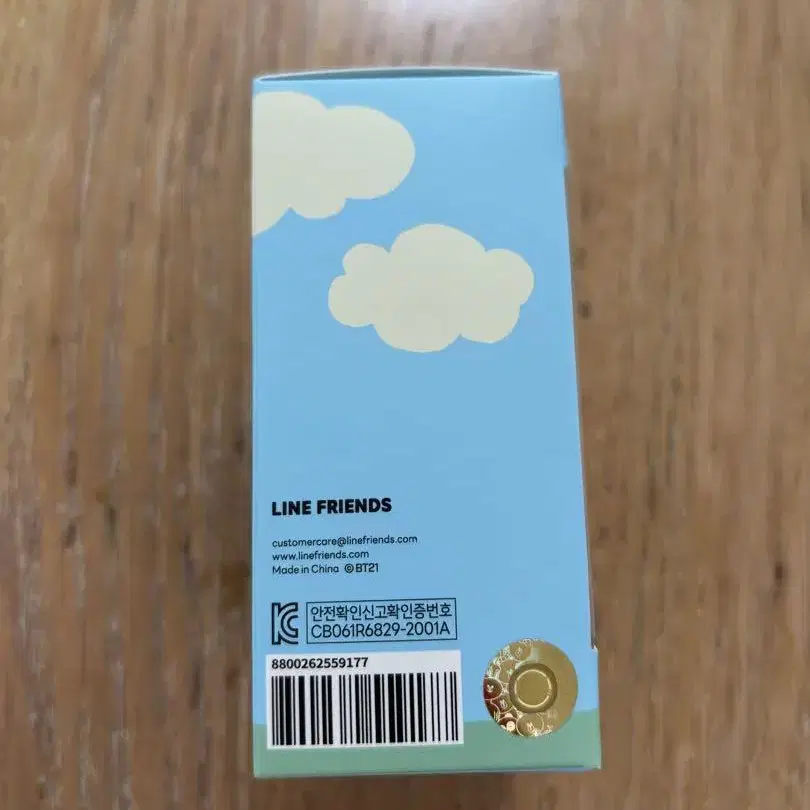 LINE FRIENDS
customercare@linefriends.com
www.linefriends.com
Made in China ©BT21
안전확인신고확인증번호
CB061R6829-2001A
8800262559177